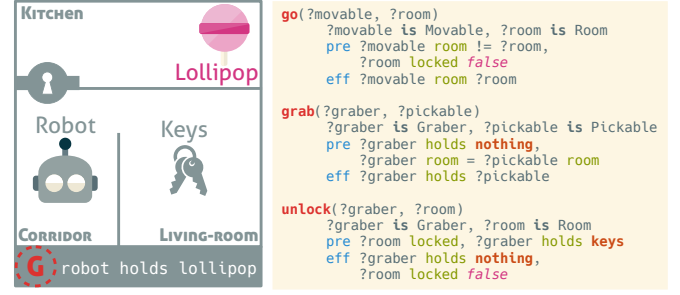 Kitchen
Lollipop
Robot
Keys
Corridor
Living-room
G robot holds lollipop
go(?movable, ?room)
?movable is Movable, ?room is Room
pre ?movable room != ?room,
?room locked false
eff ?movable room ?room
grab(?graber, ?pickable)
?graber is Graber, ?pickable is Pickable
pre ?graber holds nothing,
?graber room = ?pickable room
eff ?graber holds ?pickable
unlock(?graber, ?room)
?graber is Graber, ?room is Room
pre ?room locked, ?graber holds keys
eff ?graber holds nothing,
?room locked false